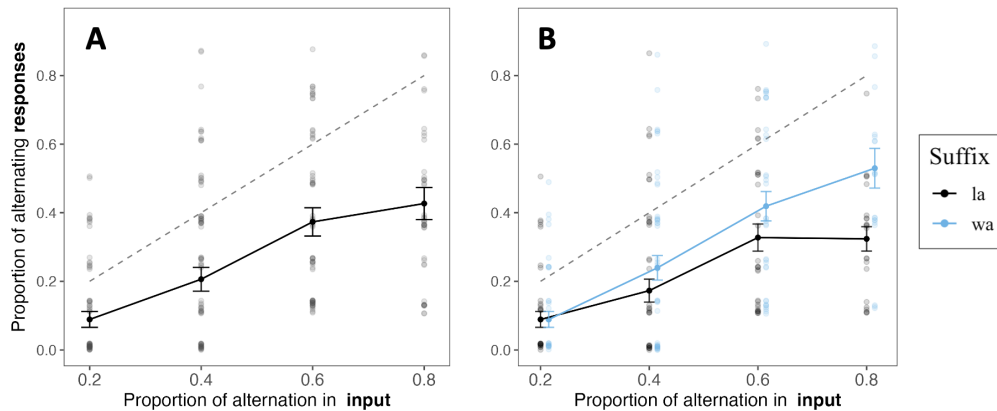 A
B
Proportion of alternating responses
0.8
0.6
0.4
0.2
0.0
0.2 0.4 0.6 0.8
Proportion of alternation in input
0.8
0.6
0.4
0.2
0.0
0.2 0.4 0.6 0.8
Proportion of alternation in input
Suffix
la
wa